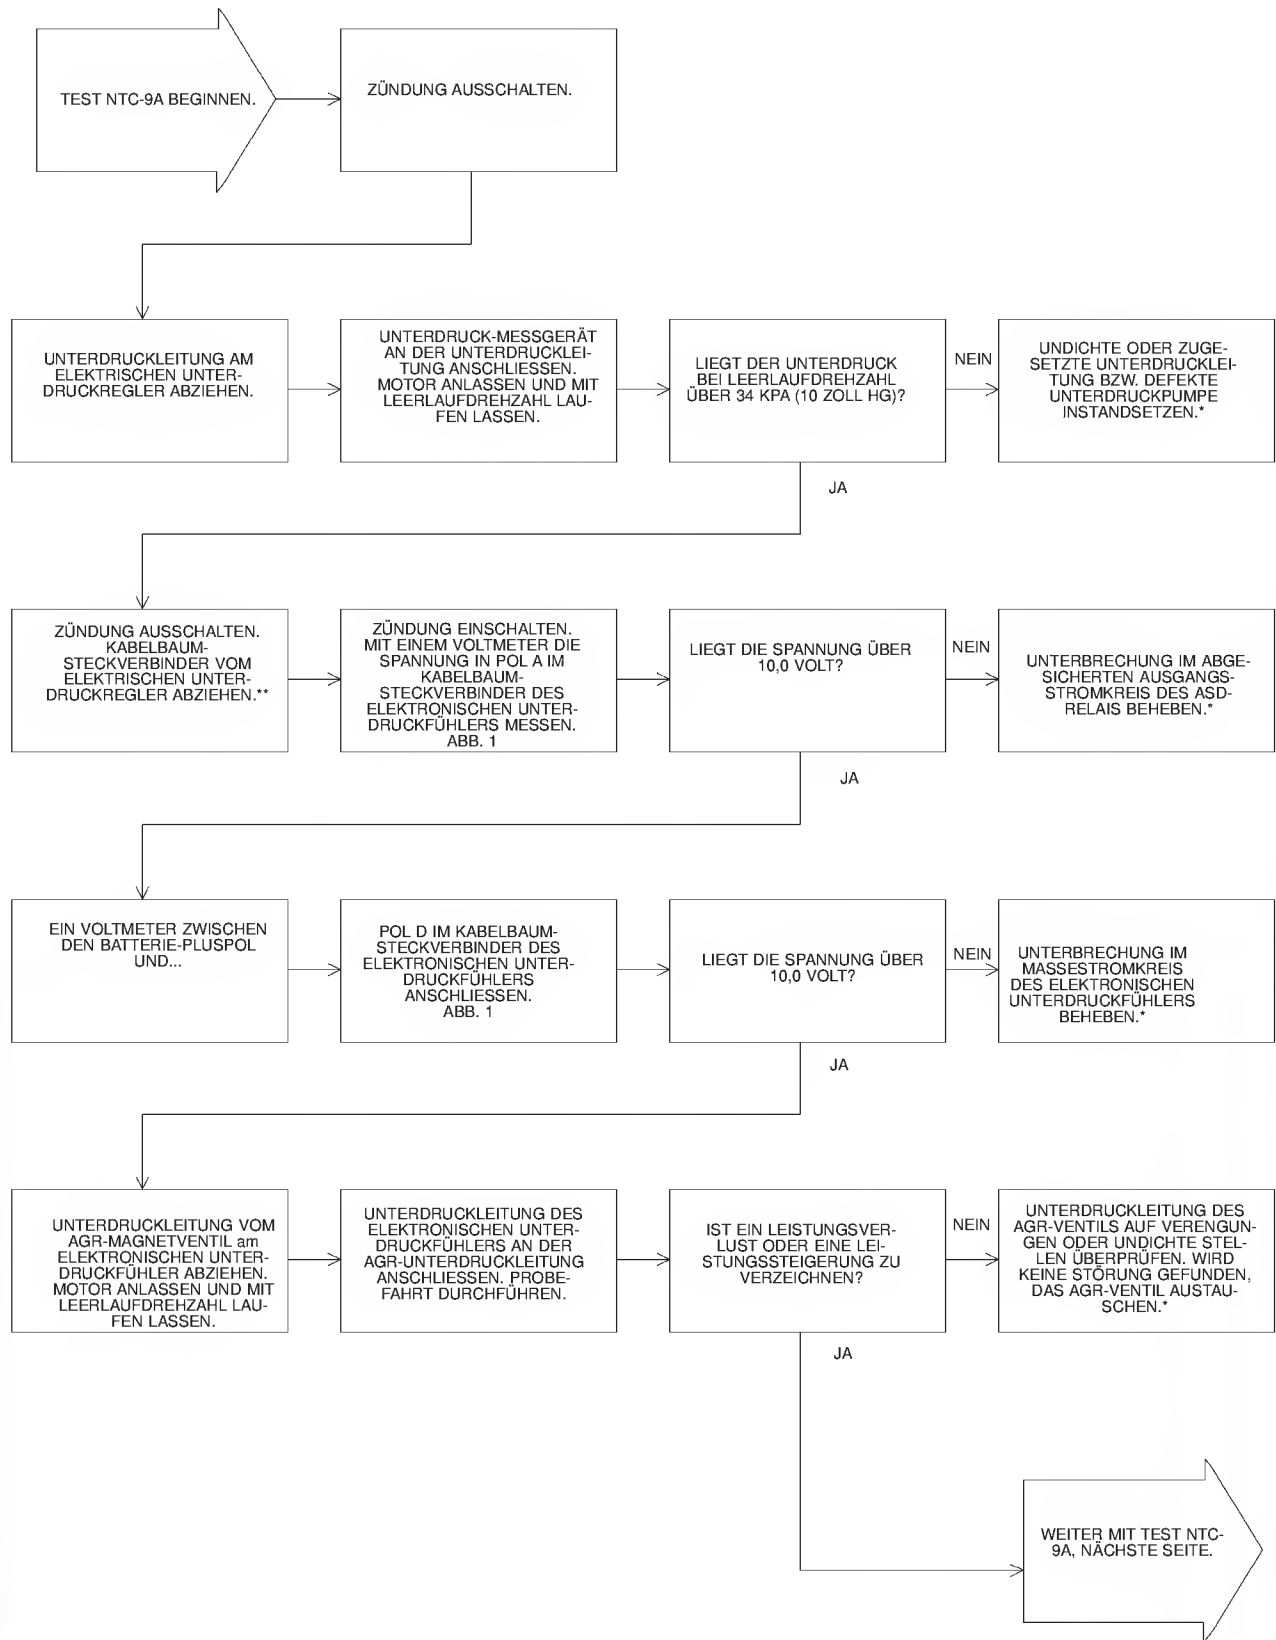 TEST NTC-9A BEGINNEN.
ZÜNDUNG AUSSCHALTEN.
UNTERDRUCKLEITUNG AM
ELEKTRISCHEN UNTER-
DRUCKREGLER ABZIEHEN.
UNTERDRUCK-MESSGERÄT
AN DER UNTERDRUCKLEI-
TUNG ANSCHLIESSEN.
MOTOR ANLASSEN UND MIT
LEERLAUFDREHZAHL LAU-
FEN LASSEN.
LIEGT DER UNTERDRUCK
BEI LEERLAUFDREHZAHL
ÜBER 34 KPA (10 ZOLL HG)?
NEIN
UNDICHTE ODER ZUGE-
SETZTE UNTERDRUCKLEI-
TUNG BZW. DEFEKTE
UNTERDRUCKPUMPE
INSTANDSETZEN.*
JA
ZÜNDUNG AUSSCHALTEN.
KABELBAUM-
STECKVERBINDER VOM
ELEKTRISCHEN UNTER-
DRUCKREGLER ABZIEHEN.**
ZÜNDUNG EINSCHALTEN.
MIT EINEM VOLTMETER DIE
SPANNUNG IN POL A IM
KABELBAUM-
STECKVERBINDER DES
ELEKTRONISCHEN UNTER-
DRUCKFÜHLERS MESSEN.
ABB. 1
LIEGT DIE SPANNUNG ÜBER
10,0 VOLT?
NEIN
UNTERBRECHUNG IM ABGE-
SICHERTEN AUSGANGS-
STROMKREIS DES ASD-
RELAIS BEHEBEN.*
JA
EIN VOLTMETER ZWISCHEN
DEN BATTERIE-PLUSPOL
UND...
POL D IM KABELBAUM-
STECKVERBINDER DES
ELEKTRONISCHEN UNTER-
DRUCKFÜHLERS
ANSCHLIESSEN.
ABB. 1
LIEGT DIE SPANNUNG ÜBER
10,0 VOLT?
NEIN
UNTERBRECHUNG IM
MASSESTROMKREIS
DES ELEKTRONISCHEN
UNTERDRUCKFÜHLERS
BEHEBEN.*
JA
UNTERDRUCKLEITUNG VOM
AGR-MAGNETVENTIL am
ELEKTRONISCHEN UNTER-
DRUCKFÜHLER ABZIEHEN.
MOTOR ANLASSEN UND MIT
LEERLAUFDREHZAHL LAU-
FEN LASSEN.
UNTERDRUCKLEITUNG DES
ELEKTRONISCHEN UNTER-
DRUCKFÜHLERS AN DER
AGR-UNTERDRUCKLEITUNG
ANSCHLIESSEN. PROBE-
FAHRT DURCHFÜHREN.
IST EIN LEISTUNGSVER-
LUST ODER EINE LEI-
STUNGSSTEIGERUNG ZU
VERZEICHNEN?
NEIN
UNTERDRUCKLEITUNG DES
AGR-VENTILS AUF VERENGUN-
GEN ODER UNDICHTE STEL-
LEN ÜBERPRÜFEN. WIRD
KEINE STÖRUNG GEFUNDEN,
DAS AGR-VENTIL AUSTAU-
SCHEN.*
JA
WEITER MIT TEST NTC-
9A, NÄCHSTE SEITE.